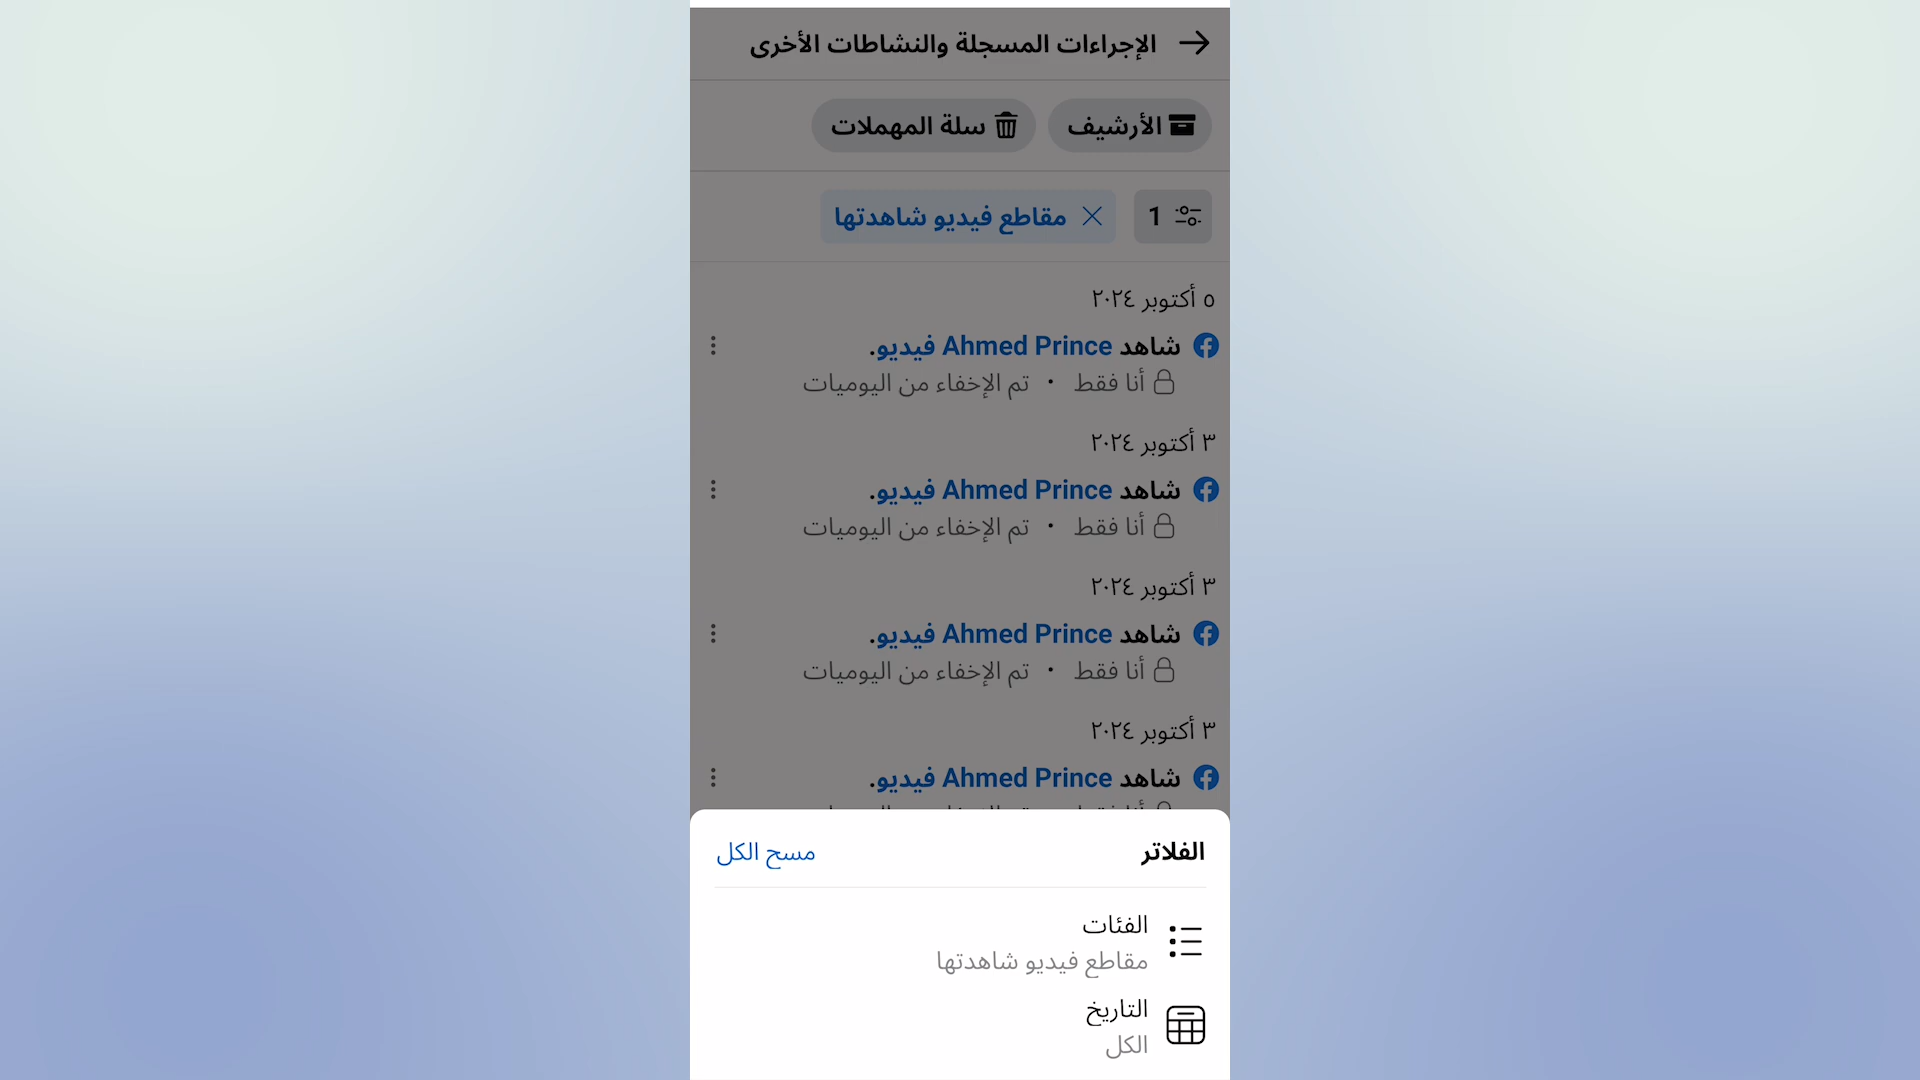 الإجراءات المسجلة والنشاطات الأخرى
الأرشيف
سلة المهملات
1
مقاطع فيديو شاهدتها
٥ أكتوبر ٢٠٢٤
شاهد Ahmed Prince فيديو.
أنا فقط • تم الإخفاء من اليوميات
٣ أكتوبر ٢٠٢٤
شاهد Ahmed Prince فيديو.
أنا فقط • تم الإخفاء من اليوميات
٣ أكتوبر ٢٠٢٤
شاهد Ahmed Prince فيديو.
أنا فقط • تم الإخفاء من اليوميات
٣ أكتوبر ٢٠٢٤
شاهد Ahmed Prince فيديو.
الفلاتر
مسح الكل
الفئات
مقاطع فيديو شاهدتها
التاريخ
الكل